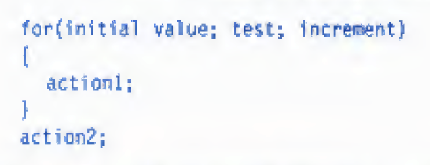 for(initial value; test; increment)
{
action1;
}
action2;